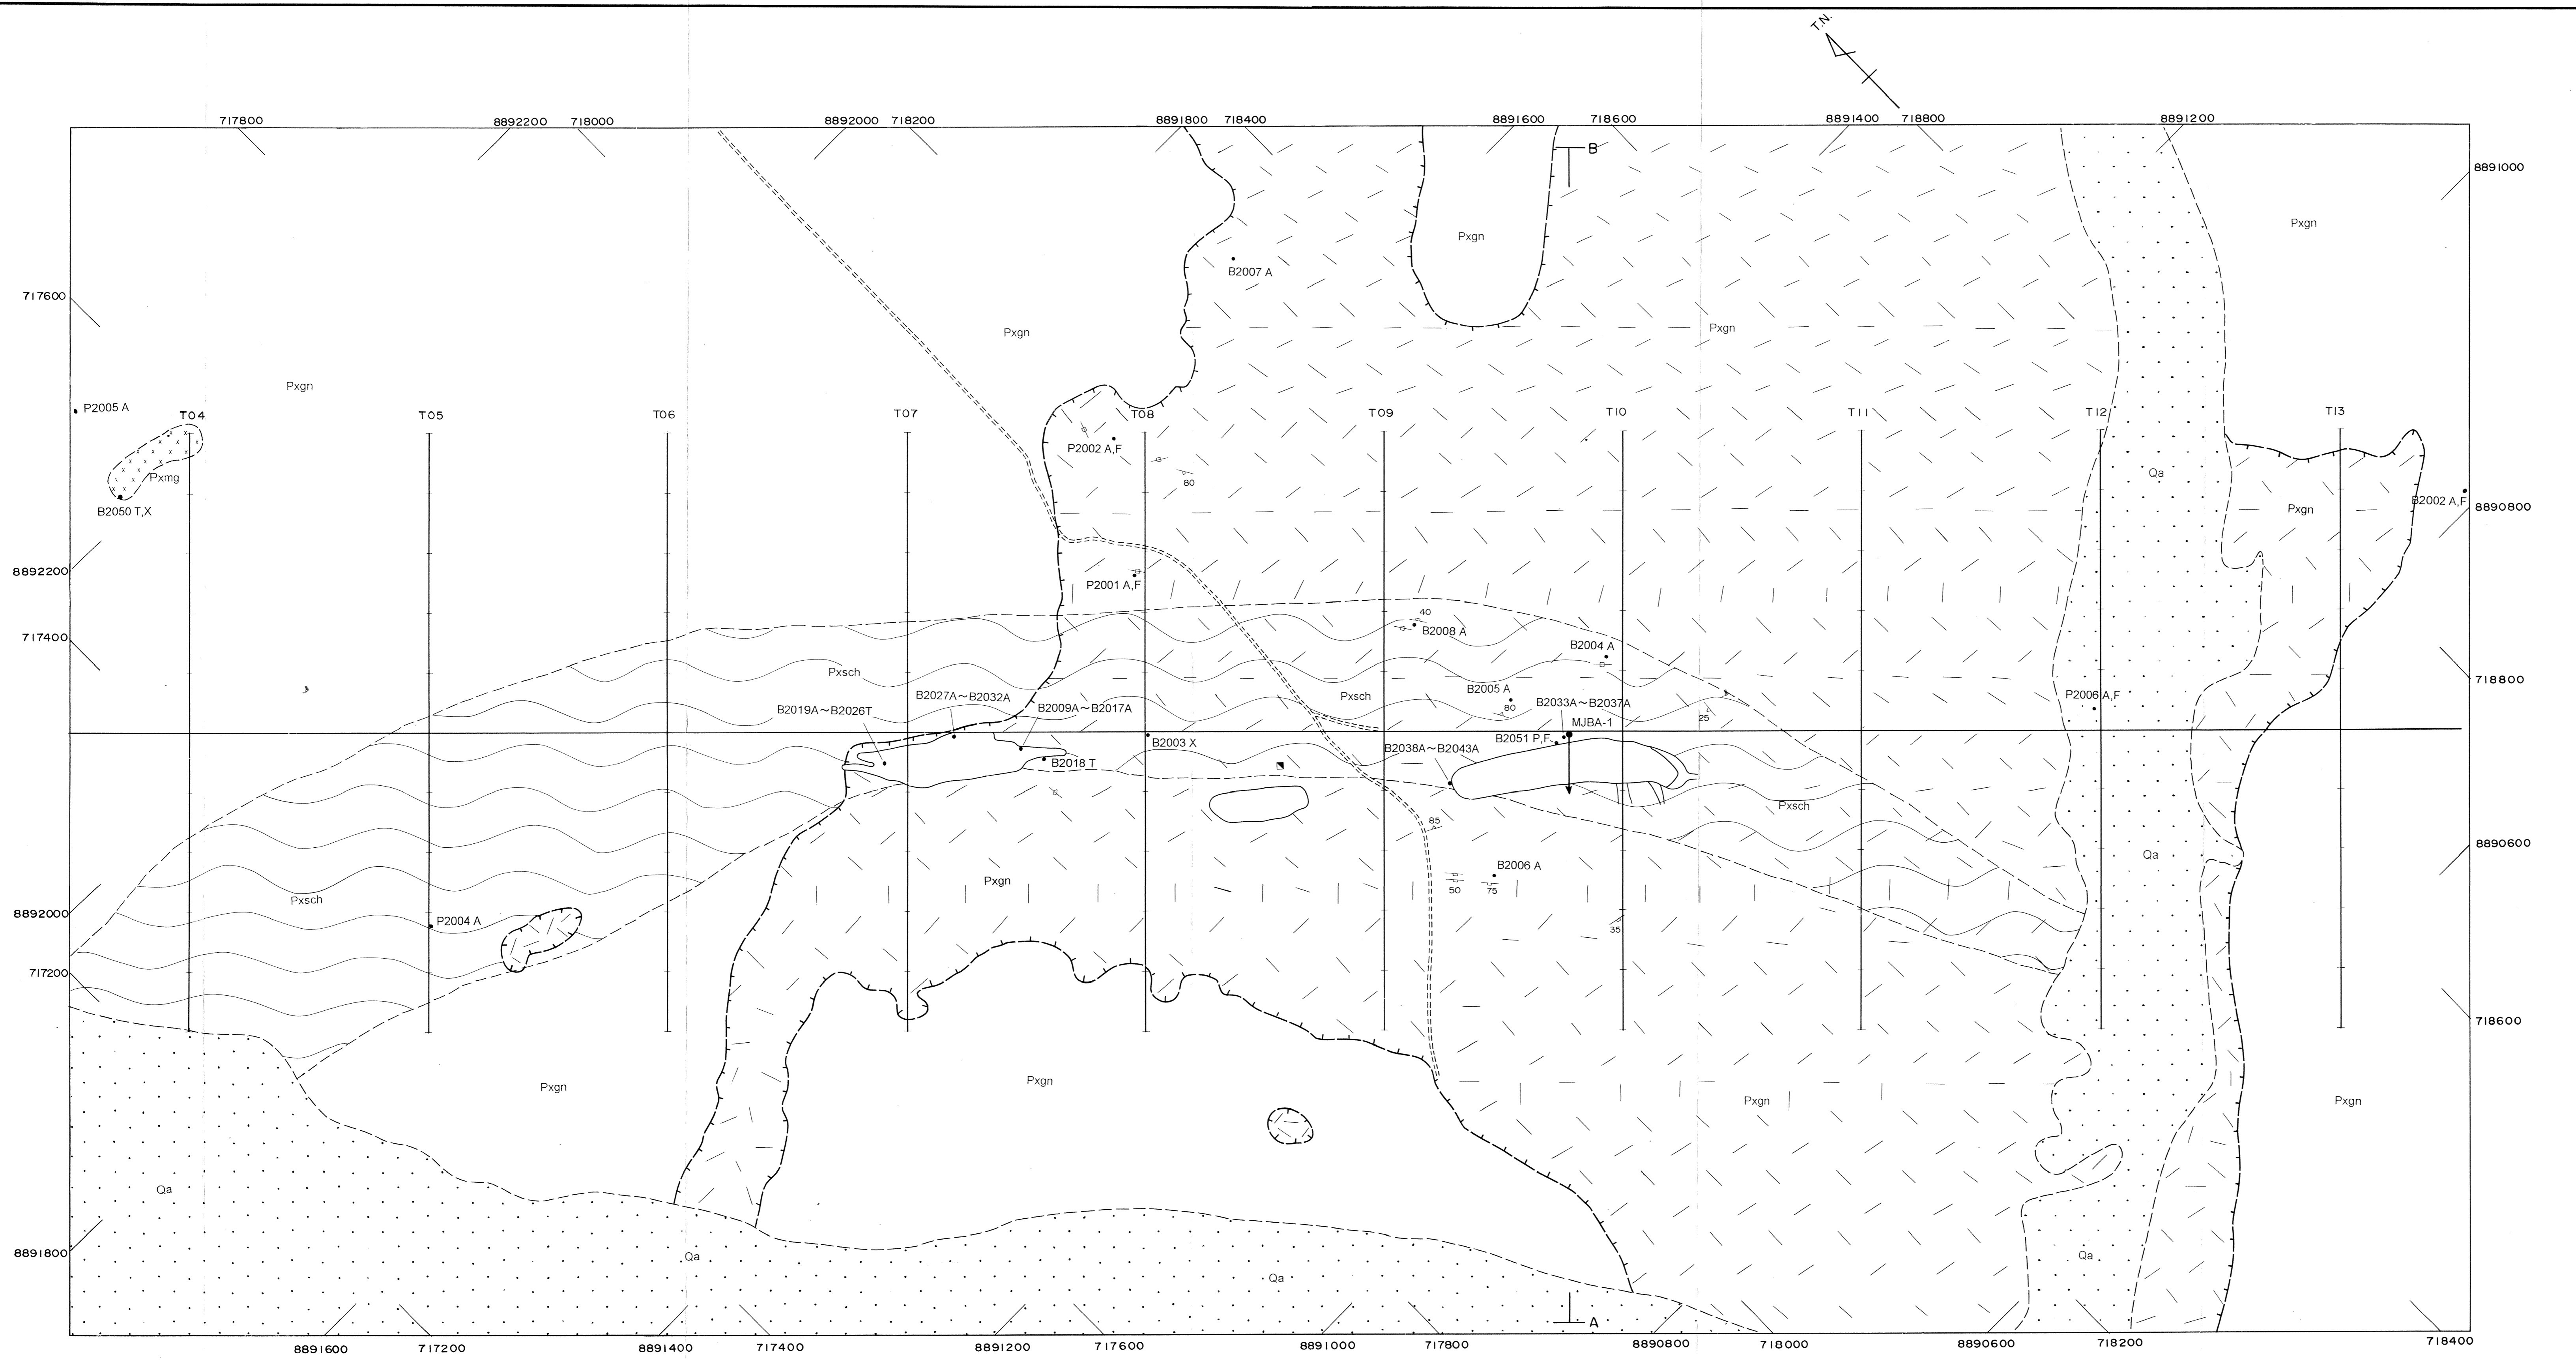 T.N.
717800
8892200
718000
8892000
718200
8891800
718400
8891600
718600
8891400
718800
8891200
B
8891000
Pxgn
Pxgn
B2007 A
717600
Pxgn
Pxgn
Pxgn
P2005 A
T04
T05
T06
T07
T08
T09
T10
T11
T12
T13
P2002 A,F
Pxmg
80
Qa
B2002 A,F
B2050 T,X
Pxgn
8890800
8892200
P2001 A,F
717400
40
B2008 A
B2004 A
Pxsch
718800
B2027A～B2032A
Pxsch
B2005 A
P2006 A,F
B2019A～B2026T
B2009A～B2017A
80
B2033A～B2037A
25
MJBA-1
B2003 X
B2051 P,F
B2038A～B2043A
B2018 T
Pxsch
85
8890600
Qa
B2006 A
Pxgn
50
75
Pxsch
8892000
P2004 A
35
717200
718600
Pxgn
Pxgn
Pxgn
Pxgn
Qa
8891800
Qa
Qa
Qa
A
8891600
717200
8891400
717400
8891200
717600
8891000
717800
8890800
718000
8890600
718200
718400